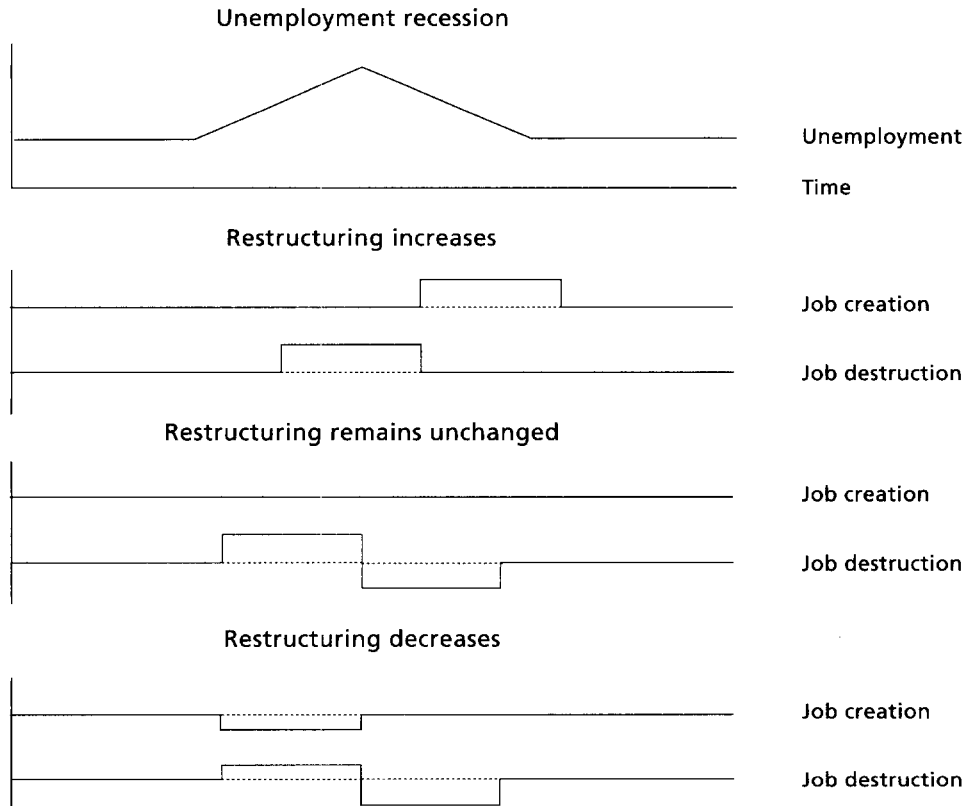 Unemployment recession
Unemployment
Time
Restructuring increases
Job creation
Job destruction
Restructuring remains unchanged
Job creation
Job destruction
Restructuring decreases
Job creation
Job destruction